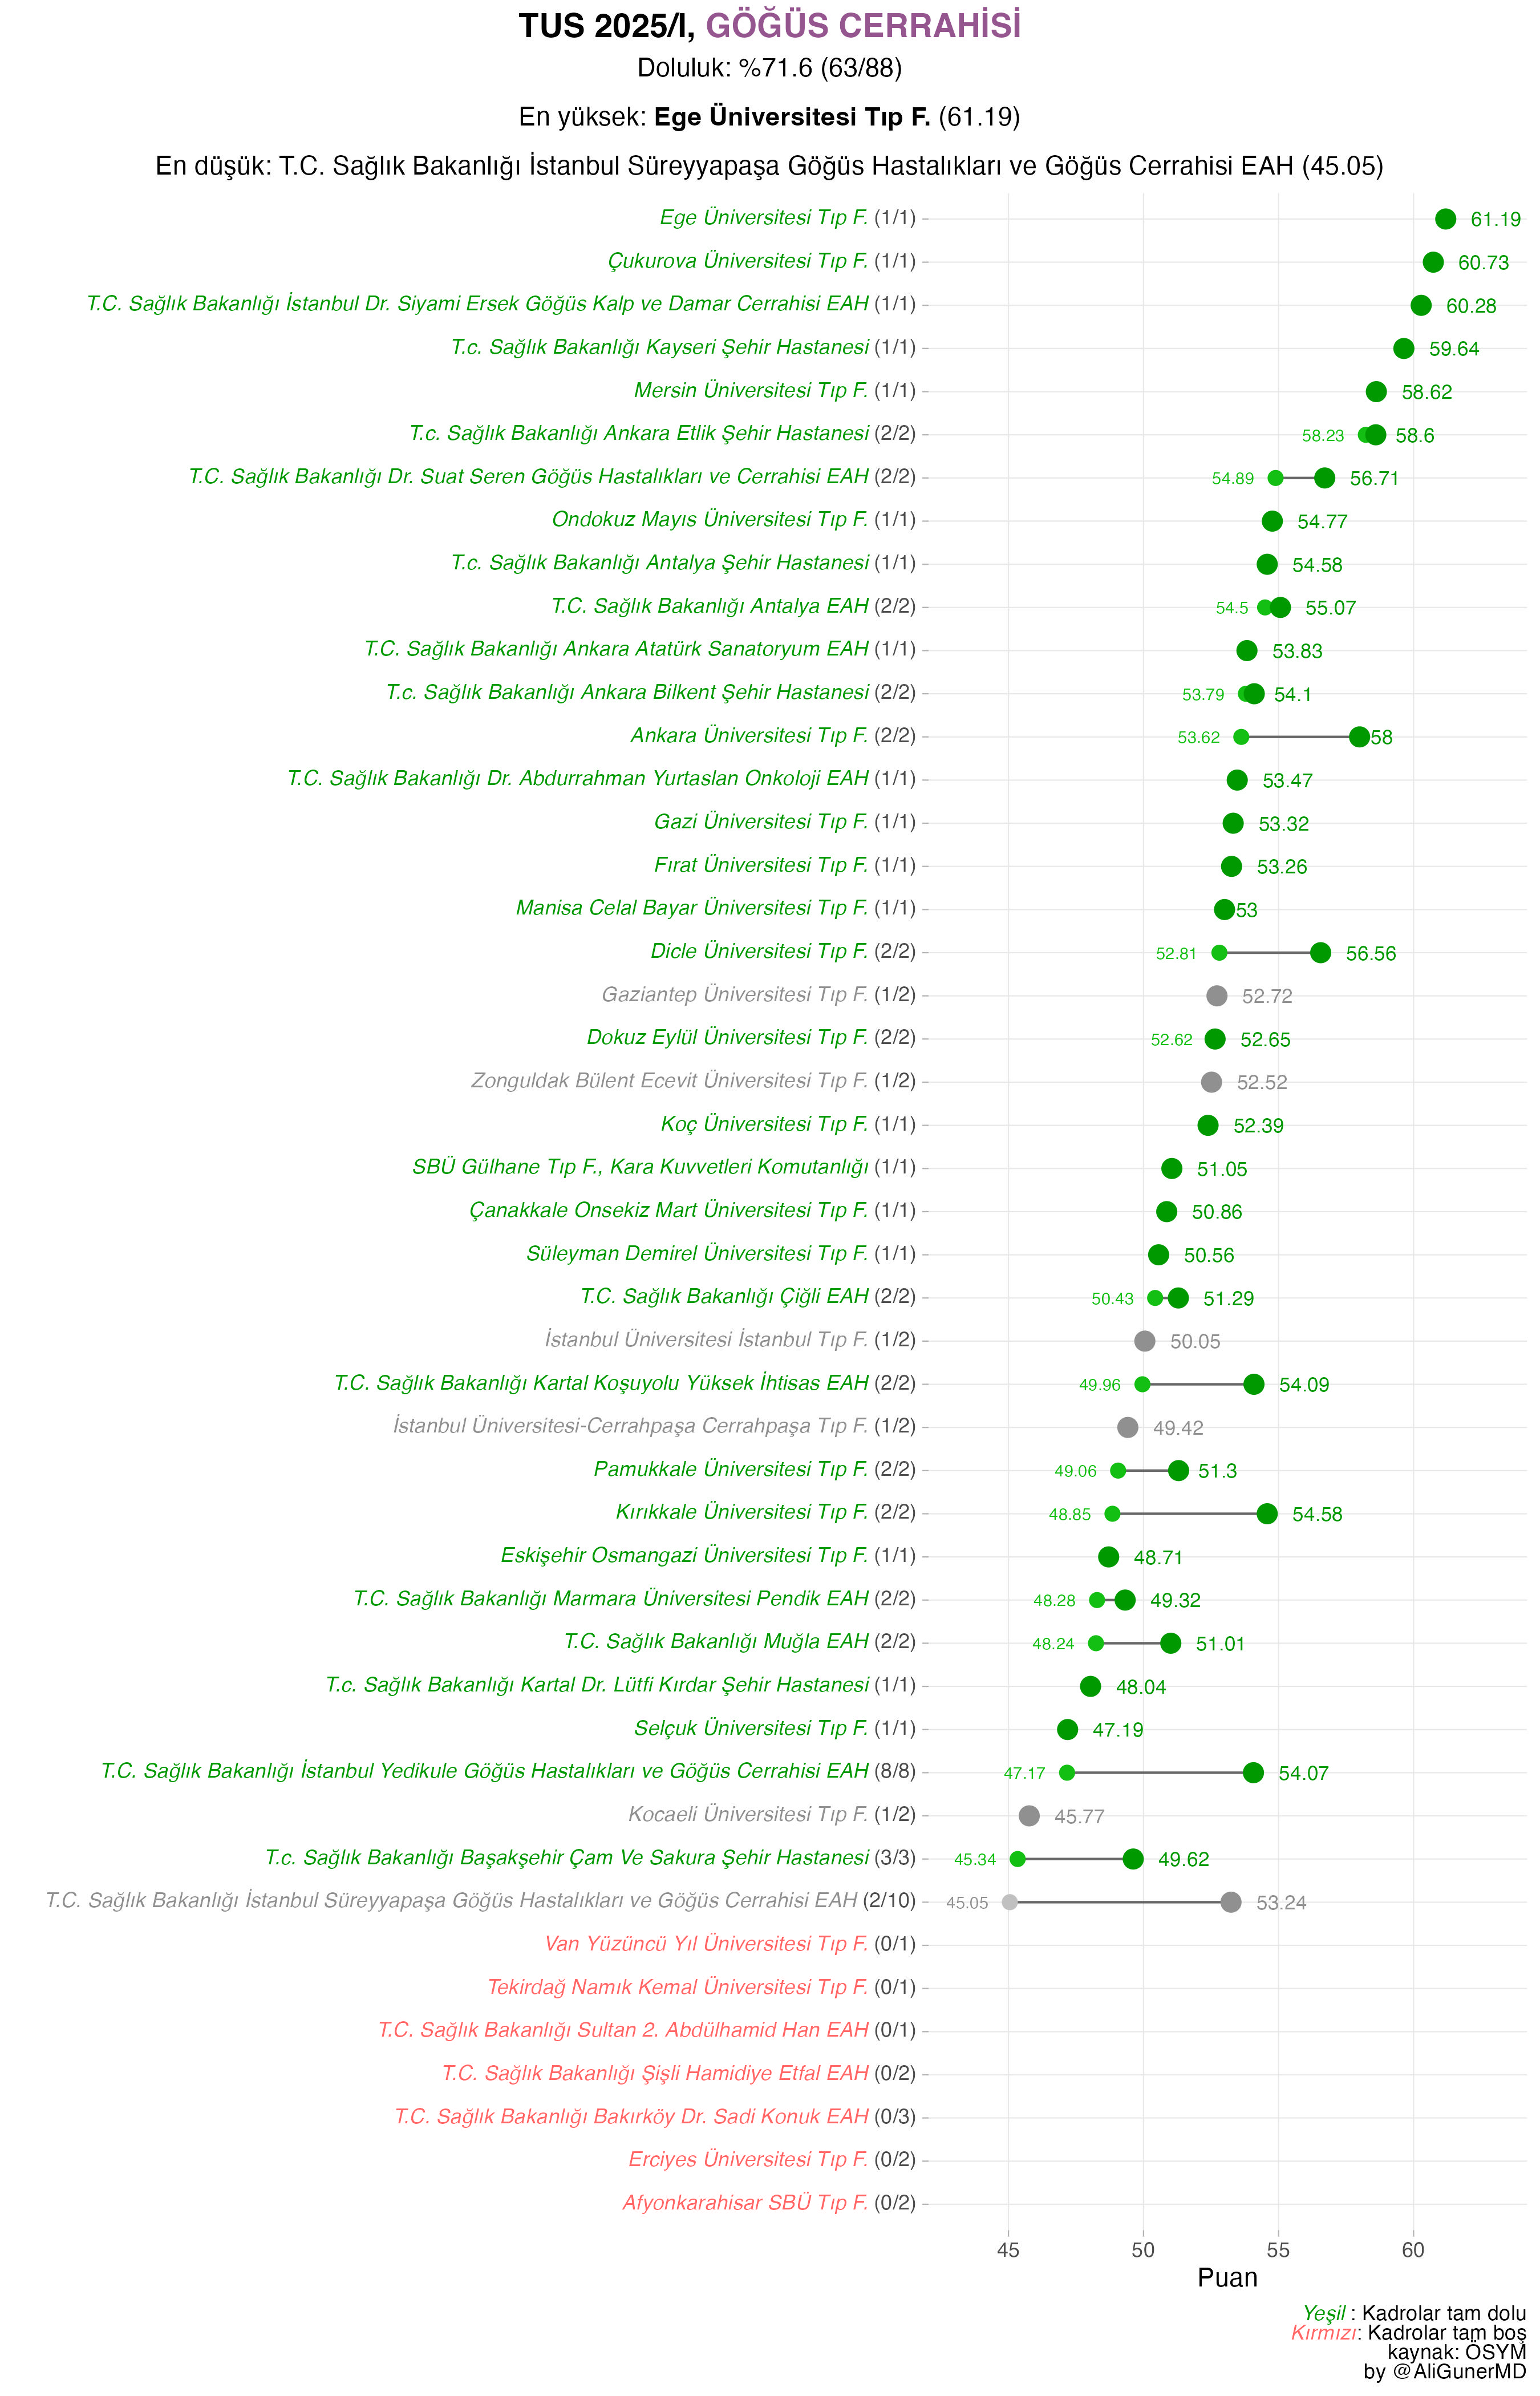 TUS 2025/I, GÖĞÜS CERRAHİSİ
Doluluk: %71.6 (63/88)
En yüksek: Ege Üniversitesi Tıp F. (61.19)
En düşük: T.C. Sağlık Bakanlığı İstanbul Süreyyapaşa Göğüs Hastalıkları ve Göğüs Cerrahisi EAH (45.05)
Ege Üniversitesi Tıp F. (1/1) 61.19
Çukurova Üniversitesi Tıp F. (1/1) 60.73
T.C. Sağlık Bakanlığı İstanbul Dr. Siyami Ersek Göğüs Kalp ve Damar Cerrahisi EAH (1/1) 60.28
T.c. Sağlık Bakanlığı Kayseri Şehir Hastanesi (1/1) 59.64
Mersin Üniversitesi Tıp F. (1/1) 58.62
T.c. Sağlık Bakanlığı Ankara Etlik Şehir Hastanesi (2/2) 58.23 58.6
T.C. Sağlık Bakanlığı Dr. Suat Seren Göğüs Hastalıkları ve Cerrahisi EAH (2/2) 54.89 56.71
Ondokuz Mayıs Üniversitesi Tıp F. (1/1) 54.77
T.c. Sağlık Bakanlığı Antalya Şehir Hastanesi (1/1) 54.58
T.C. Sağlık Bakanlığı Antalya EAH (2/2) 54.5 55.07
T.C. Sağlık Bakanlığı Ankara Atatürk Sanatoryum EAH (1/1) 53.83
T.c. Sağlık Bakanlığı Ankara Bilkent Şehir Hastanesi (2/2) 53.79 54.1
Ankara Üniversitesi Tıp F. (2/2) 53.62 58
T.C. Sağlık Bakanlığı Dr. Abdurrahman Yurtaslan Onkoloji EAH (1/1) 53.47
Gazi Üniversitesi Tıp F. (1/1) 53.32
Fırat Üniversitesi Tıp F. (1/1) 53.26
Manisa Celal Bayar Üniversitesi Tıp F. (1/1) 53
Dicle Üniversitesi Tıp F. (2/2) 52.81 56.56
Gaziantep Üniversitesi Tıp F. (1/2) 52.72
Dokuz Eylül Üniversitesi Tıp F. (2/2) 52.62 52.65
Zonguldak Bülent Ecevit Üniversitesi Tıp F. (1/2) 52.52
Koç Üniversitesi Tıp F. (1/1) 52.39
SBÜ Gülhane Tıp F., Kara Kuvvetleri Komutanlığı (1/1) 51.05
Çanakkale Onsekiz Mart Üniversitesi Tıp F. (1/1) 50.86
Süleyman Demirel Üniversitesi Tıp F. (1/1) 50.56
T.C. Sağlık Bakanlığı Çiğli EAH (2/2) 50.43 51.29
İstanbul Üniversitesi İstanbul Tıp F. (1/2) 50.05
T.C. Sağlık Bakanlığı Kartal Koşuyolu Yüksek İhtisas EAH (2/2) 49.96 54.09
İstanbul Üniversitesi-Cerrahpaşa Cerrahpaşa Tıp F. (1/2) 49.42
Pamukkale Üniversitesi Tıp F. (2/2) 49.06 51.3
Kırıkkale Üniversitesi Tıp F. (2/2) 48.85 54.58
Eskişehir Osmangazi Üniversitesi Tıp F. (1/1) 48.71
T.C. Sağlık Bakanlığı Marmara Üniversitesi Pendik EAH (2/2) 48.28 49.32
T.C. Sağlık Bakanlığı Muğla EAH (2/2) 48.24 51.01
T.c. Sağlık Bakanlığı Kartal Dr. Lütfi Kırdar Şehir Hastanesi (1/1) 48.04
Selçuk Üniversitesi Tıp F. (1/1) 47.19
T.C. Sağlık Bakanlığı İstanbul Yedikule Göğüs Hastalıkları ve Göğüs Cerrahisi EAH (8/8) 47.17 54.07
Kocaeli Üniversitesi Tıp F. (1/2) 45.77
T.c. Sağlık Bakanlığı Başakşehir Çam Ve Sakura Şehir Hastanesi (3/3) 45.34 49.62
T.C. Sağlık Bakanlığı İstanbul Süreyyapaşa Göğüs Hastalıkları ve Göğüs Cerrahisi EAH (2/10) 45.05 53.24
Van Yüzüncü Yıl Üniversitesi Tıp F. (0/1)
Tekirdağ Namık Kemal Üniversitesi Tıp F. (0/1)
T.C. Sağlık Bakanlığı Sultan 2. Abdülhamid Han EAH (0/1)
T.C. Sağlık Bakanlığı Şişli Hamidiye Etfal EAH (0/2)
T.C. Sağlık Bakanlığı Bakırköy Dr. Sadi Konuk EAH (0/3)
Erciyes Üniversitesi Tıp F. (0/2)
Afyonkarahisar SBÜ Tıp F. (0/2)
45 50 55 60
Puan
Yeşil : Kadrolar tam dolu
Kırmızı: Kadrolar tam boş
kaynak: ÖSYM
by @AliGunerMD